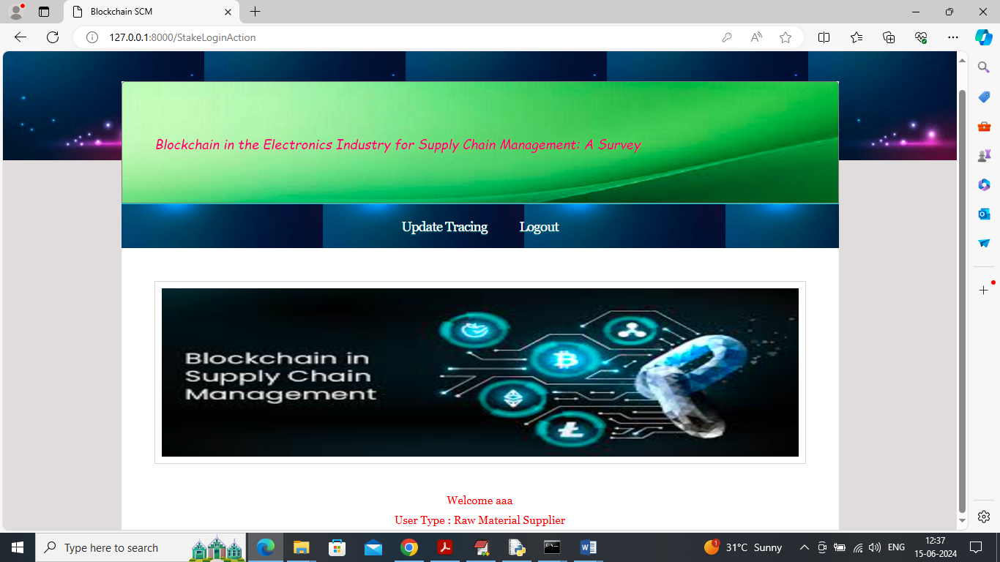 Blockchain SCM
127.0.0.1:8000/StakeLoginAction
Blockchain in the Electronics Industry for Supply Chain Management: A Survey
Update Tracing Logout
Blockchain in
Supply Chain
Management
Welcome aaa
User Type : Raw Material Supplier
Type here to search
31°C Sunny
ENG
12:37
15-06-2024